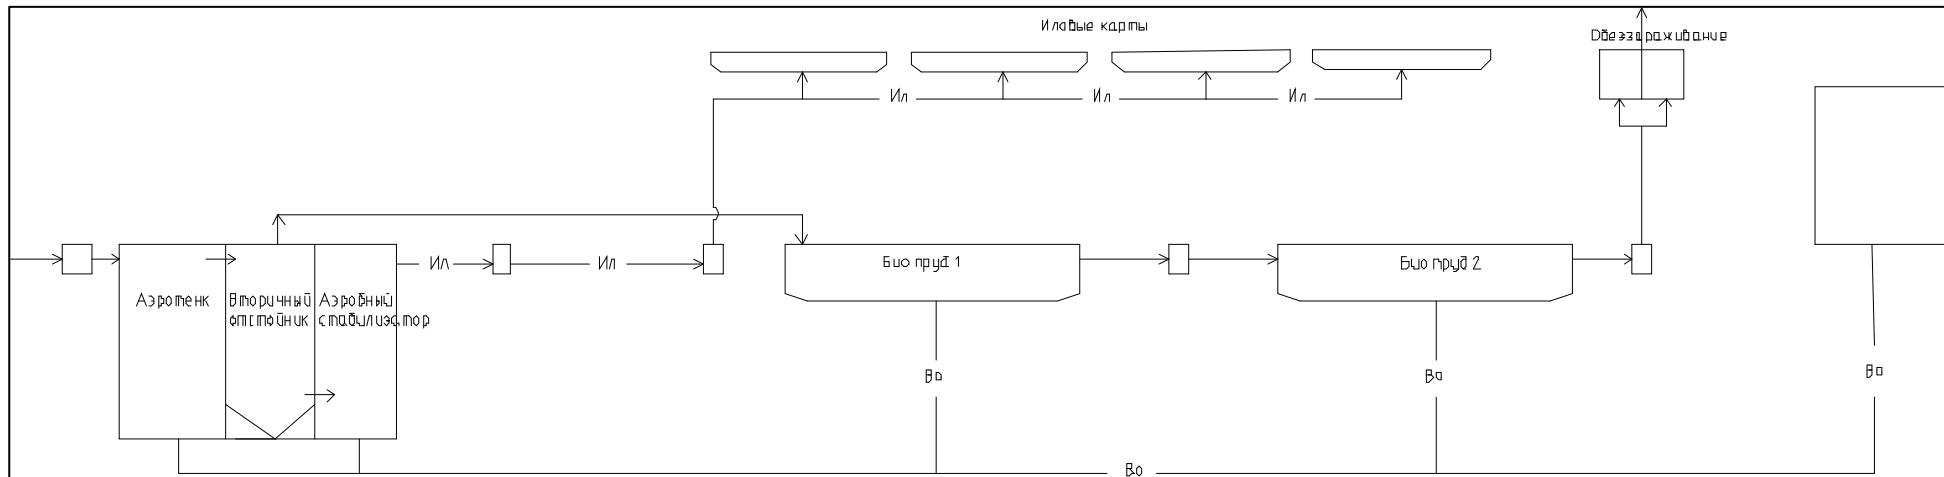 Иловые карты
Обеззараживание
Ил
Ил
Ил
Ил
Ил
Био пруд 1
Био пруд 2
Аэротенк
Вторичный
отстойник
Аэробный
стабилизатор
Во
Во
Во
Во